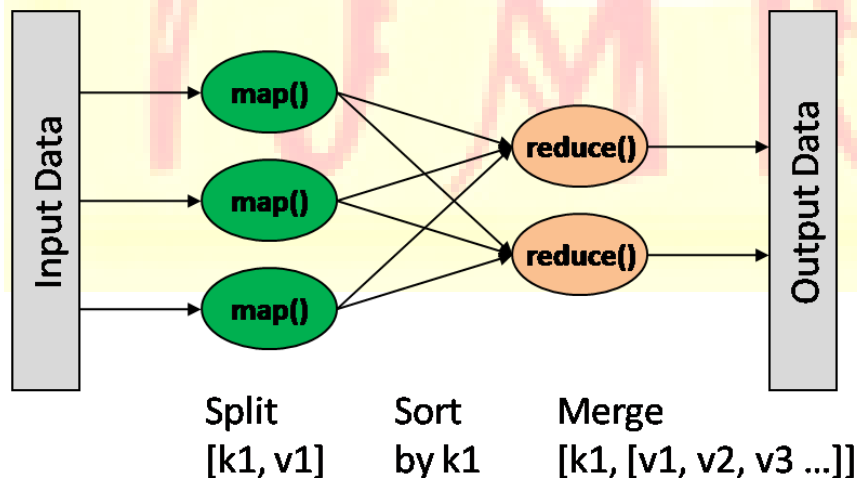 Input Data
map()
map()
map()
reduce()
reduce()
Output Data
Split
[k1, v1]
Sort
by k1
Merge
[k1, [v1, v2, v3 …]]